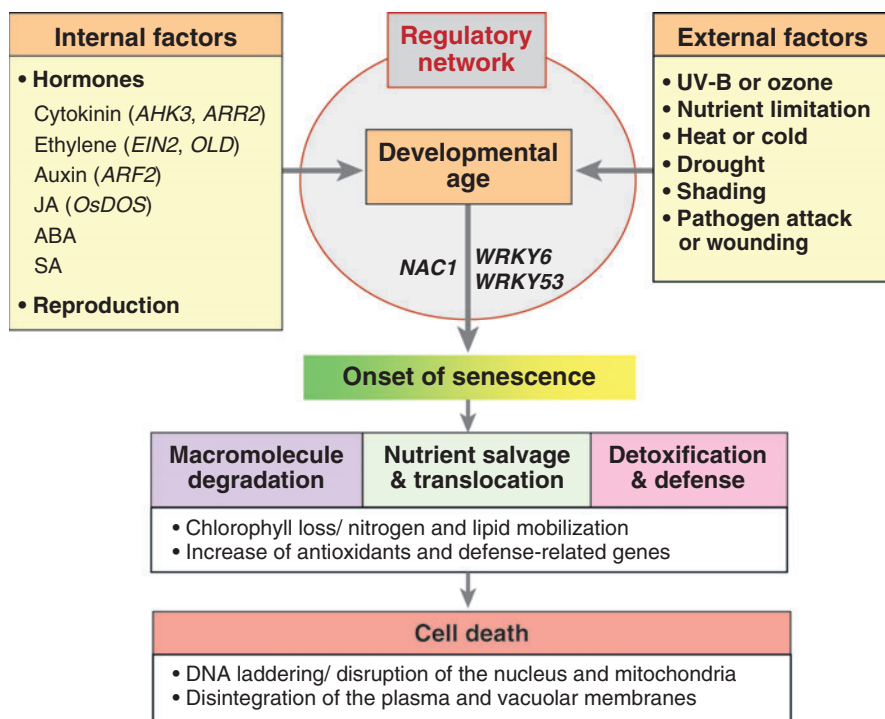 Internal factors
• Hormones
Cytokinin (AHK3, ARR2)
Ethylene (EIN2, OLD)
Auxin (ARF2)
JA (OsDOS)
ABA
SA
• Reproduction
Regulatory
network
Developmental
age
NAC1
WRKY6
WRKY53
External factors
• UV-B or ozone
• Nutrient limitation
• Heat or cold
• Drought
• Shading
• Pathogen attack
or wounding
Onset of senescence
Macromolecule
degradation
Nutrient salvage
& translocation
Detoxification
& defense
• Chlorophyll loss/ nitrogen and lipid mobilization
• Increase of antioxidants and defense-related genes
Cell death
• DNA laddering/ disruption of the nucleus and mitochondria
• Disintegration of the plasma and vacuolar membranes